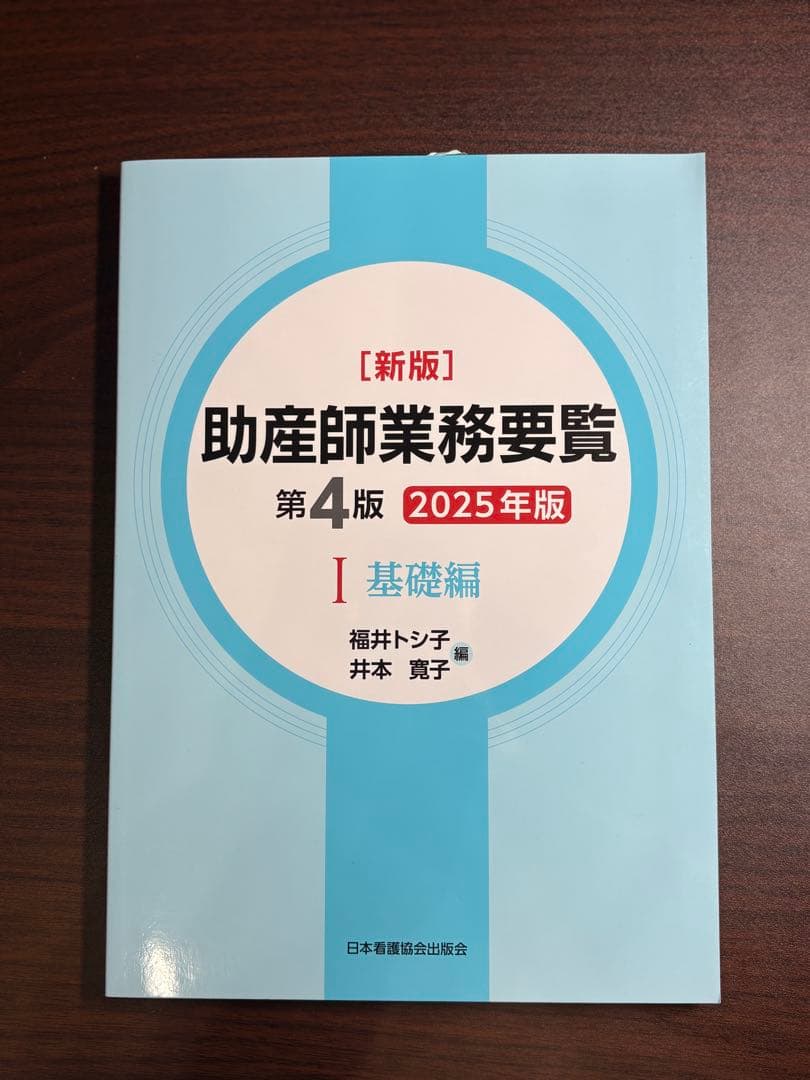 [新版]
助産師業務要覧
第4版 2025年版
I 基礎編
福井トシ子
井本 寛子 編
日本看護協会出版会